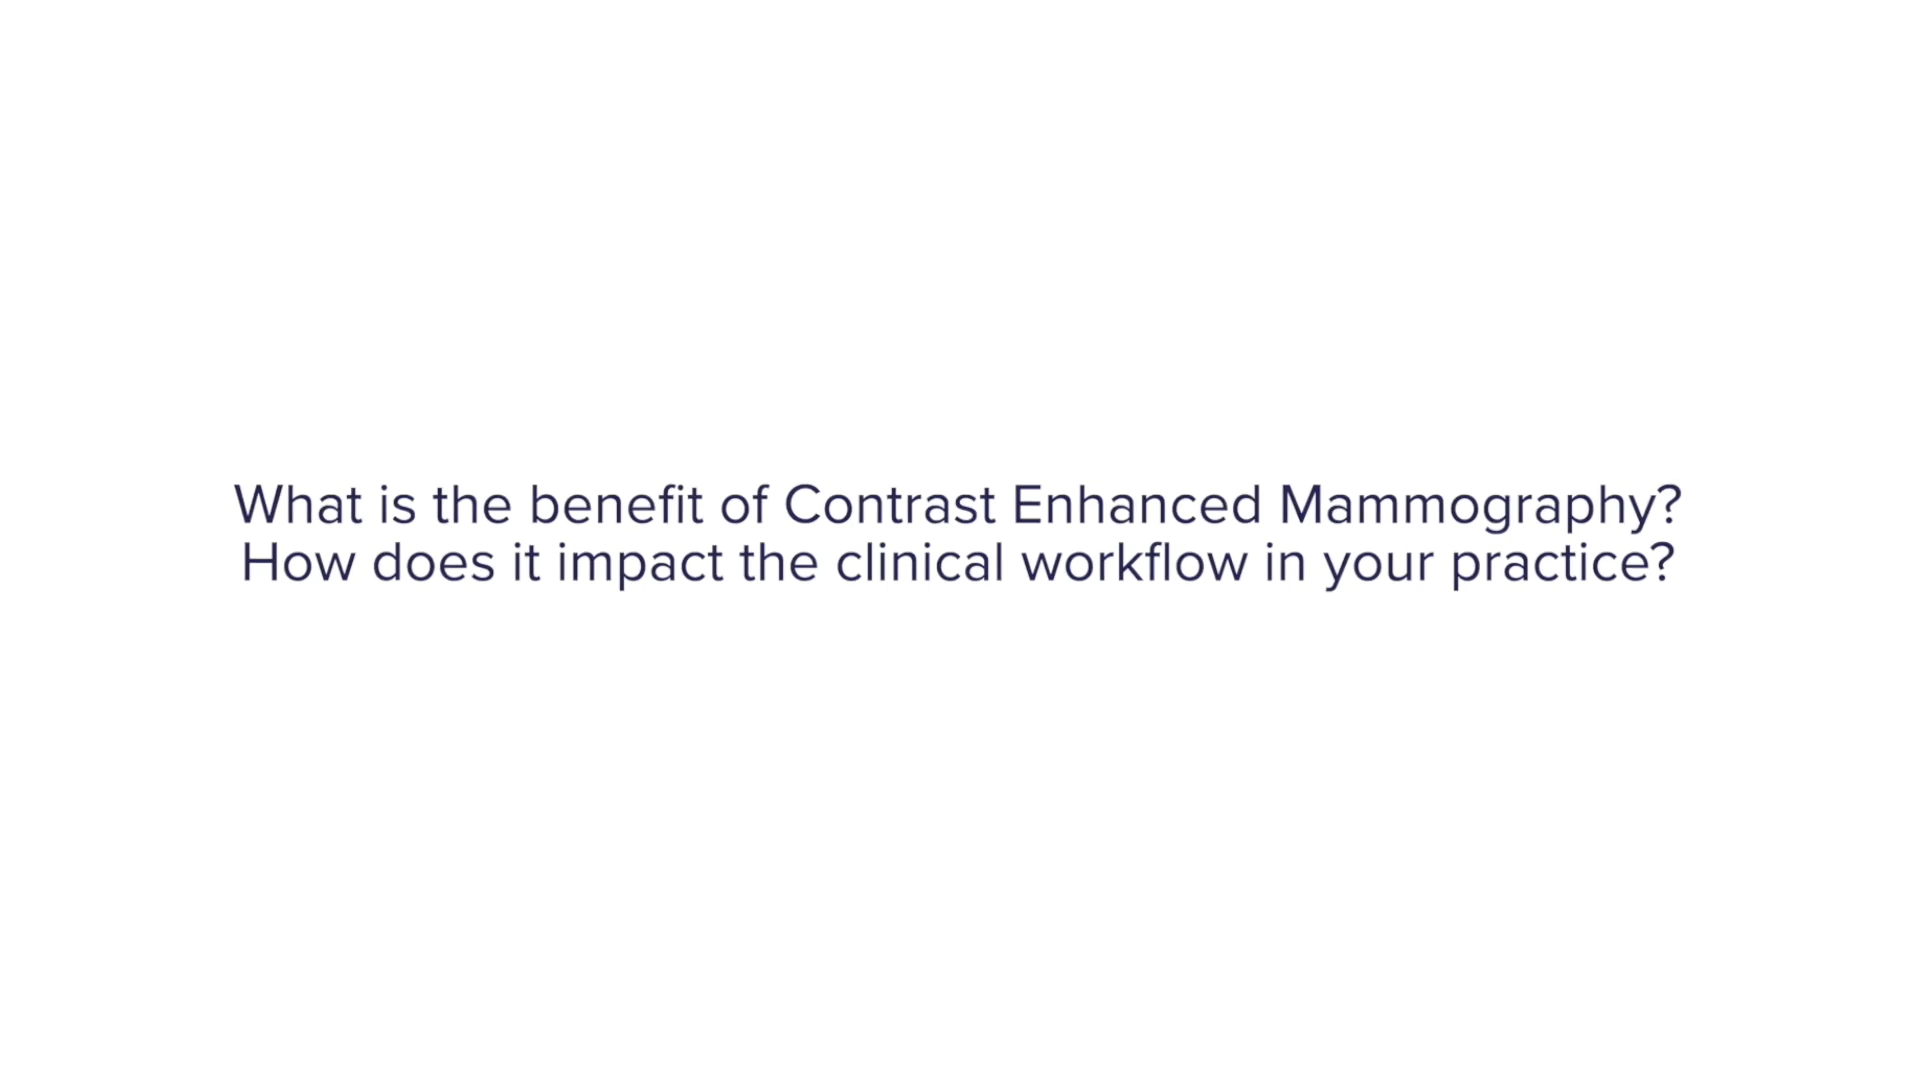 What is the benefit of Contrast Enhanced Mammography?
How does it impact the clinical workflow in your practice?